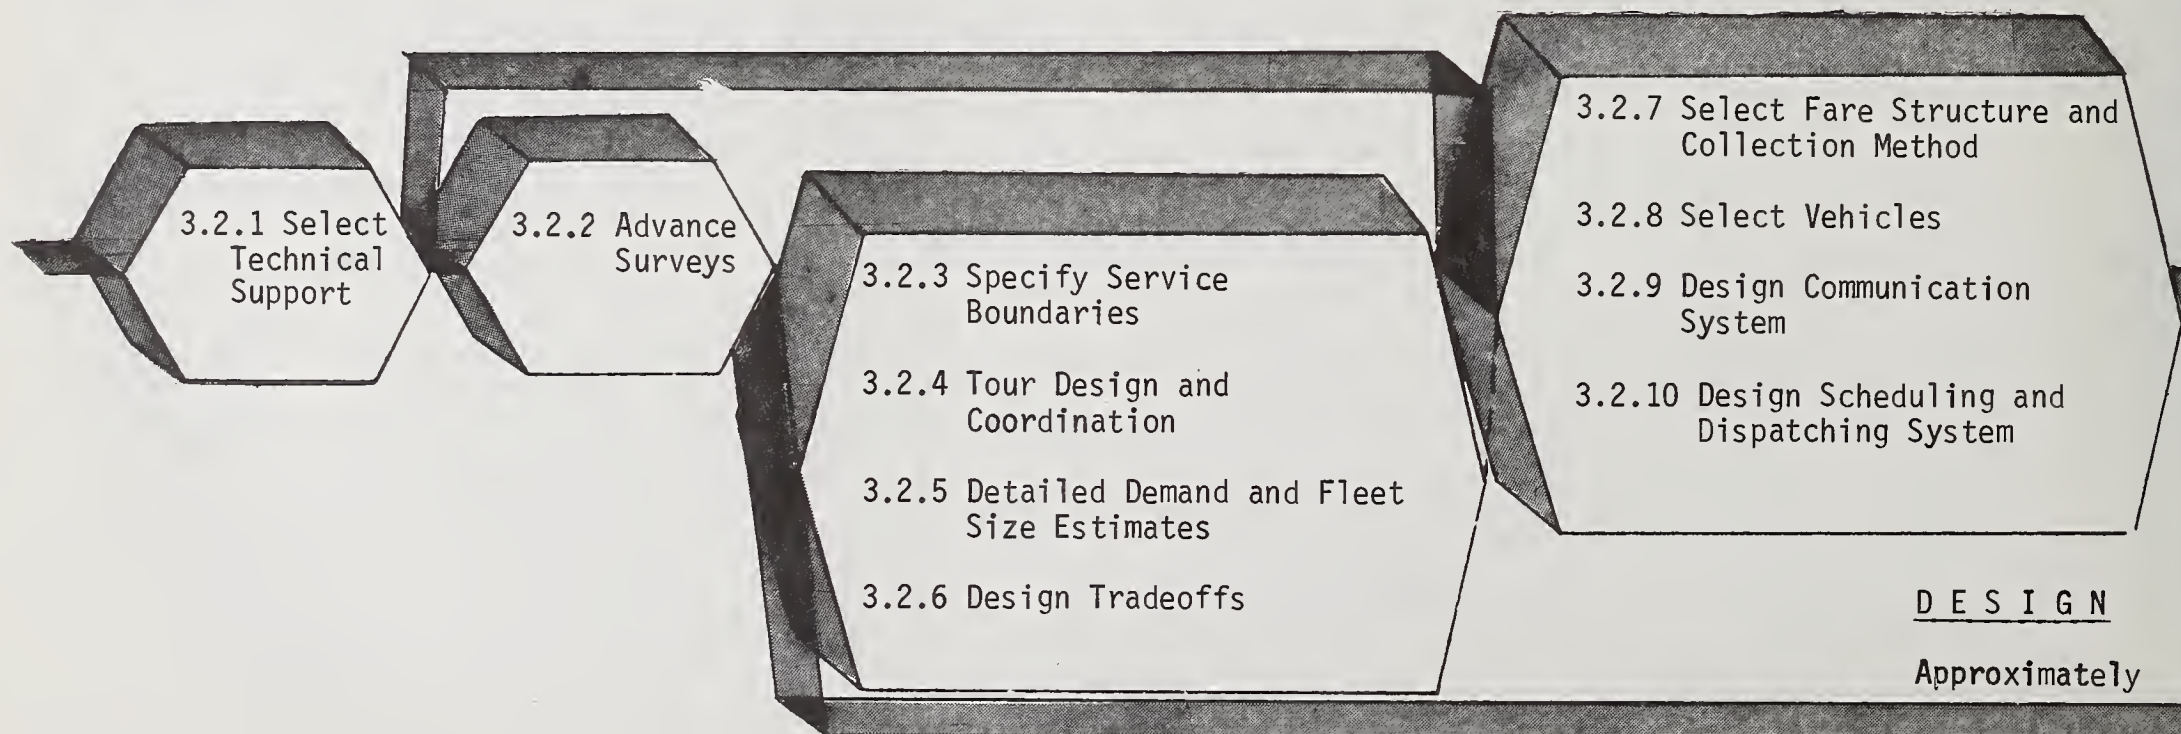 3.2.1 Select
Technical
Support
3.2.2 Advance
Surveys
3.2.3 Specify Service
Boundaries
3.2.4 Tour Design and
Coordination
3.2.5 Detailed Demand and Fleet
Size Estimates
3.2.6 Design Tradeoffs
3.2.7 Select Fare Structure and
Collection Method
3.2.8 Select Vehicles
3.2.9 Design Communication
System
3.2.10 Design Scheduling and
Dispatching System
D E S I G N
Approximately